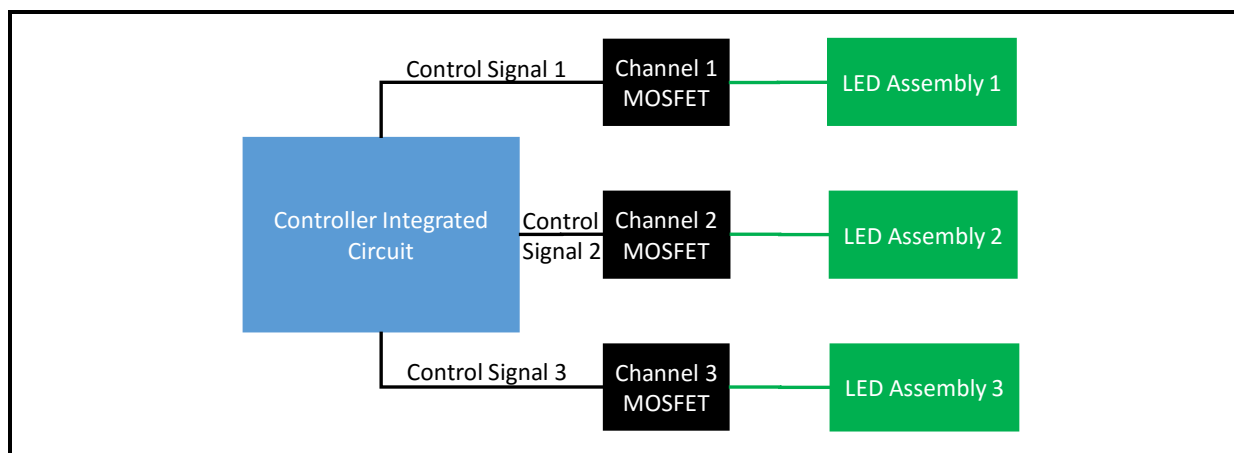 Control Signal 1
Channel 1
MOSFET
LED Assembly 1
Controller Integrated
Circuit
Control
Signal 2
Channel 2
MOSFET
LED Assembly 2
Control Signal 3
Channel 3
MOSFET
LED Assembly 3